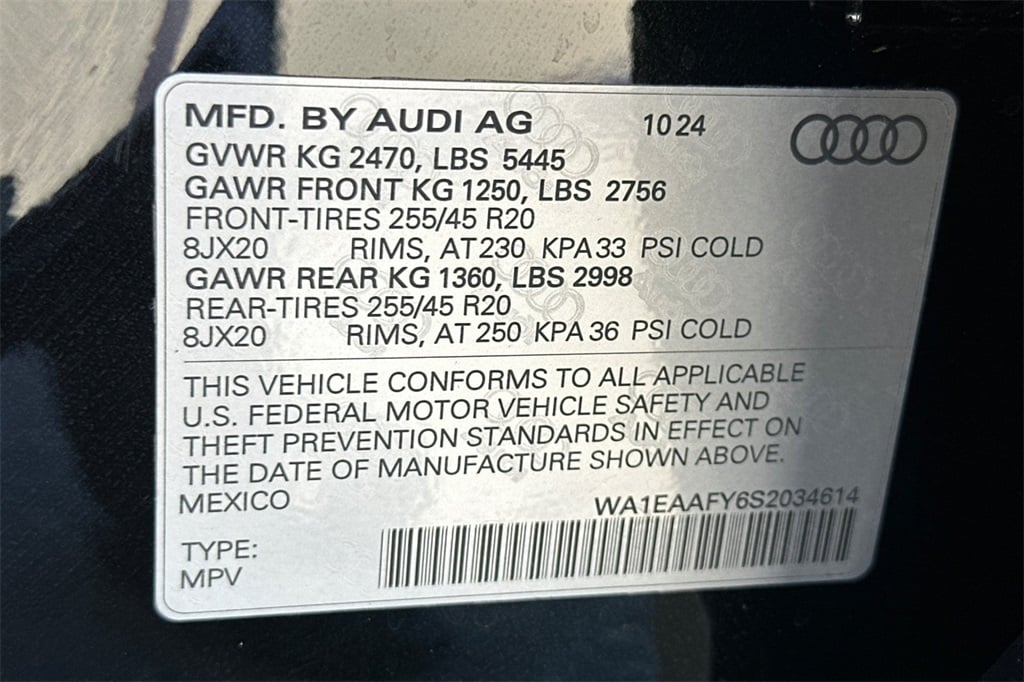 MFD. BY AUDI AG 10 24
GVWR KG 2470, LBS 5445
GAWR FRONT KG 1250, LBS 2756
FRONT-TIRES 255/45 R20
8JX20 RIMS, AT 230 KPA 33 PSI COLD
GAWR REAR KG 1360, LBS 2998
REAR-TIRES 255/45 R20
8JX20 RIMS, AT 250 KPA 36 PSI COLD
THIS VEHICLE CONFORMS TO ALL APPLICABLE
U.S. FEDERAL MOTOR VEHICLE SAFETY AND
THEFT PREVENTION STANDARDS IN EFFECT ON
THE DATE OF MANUFACTURE SHOWN ABOVE.
MEXICO WA1EAAFY6S2034614
TYPE:
MPV